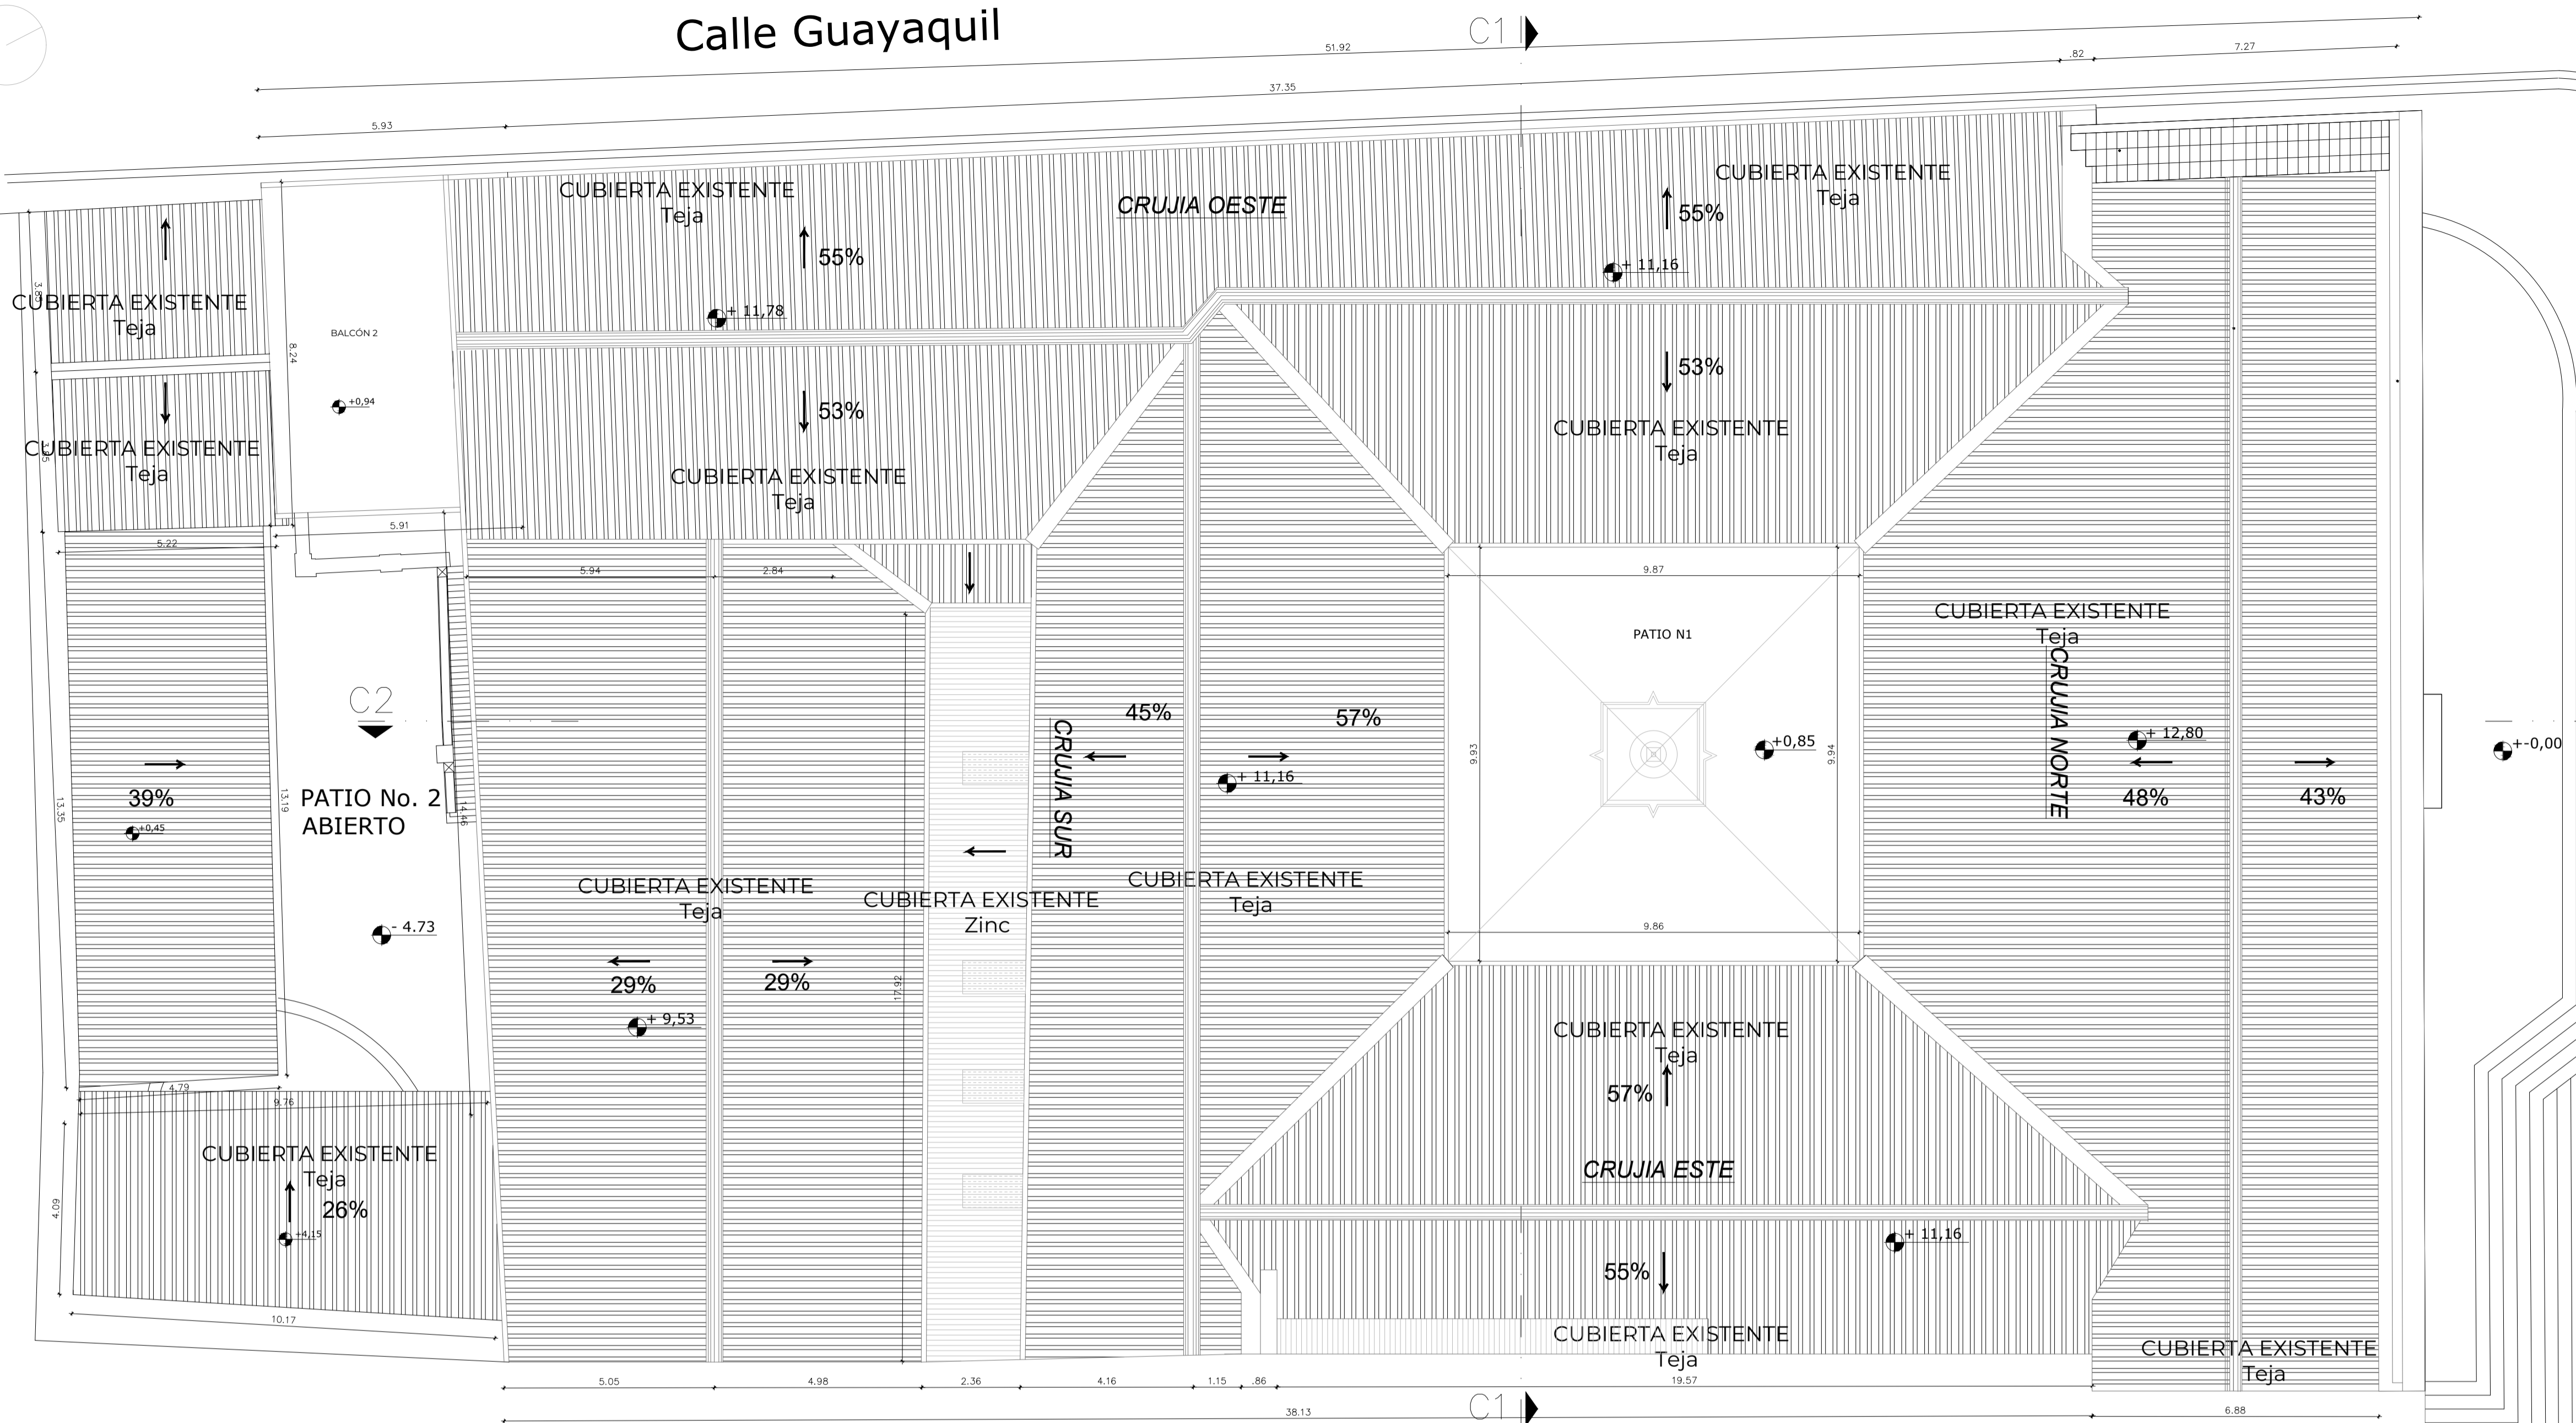 Calle Guayaquil
C1
51.92
.82
7.27
37.35
5.93
CUBIERTA EXISTENTE
Teja
CRUJIA OESTE
CUBIERTA EXISTENTE
Teja
55%
55%
+ 11,16
+ 11,78
3.85
CUBIERTA EXISTENTE
Teja
BALCÓN 2
8.24
+0,94
53%
53%
CUBIERTA EXISTENTE
Teja
CUBIERTA EXISTENTE
Teja
CUBIERTA EXISTENTE
Teja
5.91
5.22
5.94
2.84
9.87
PATIO N1
CUBIERTA EXISTENTE
Teja
C2
45%
57%
CRUJIA SUR
CRUJIA NORTE
+ 12,80
+0,85
+-0,00
9.93
9.94
+ 11,16
48%
43%
39%
+0,45
13.35
13.19
PATIO No. 2
ABIERTO
14.46
CUBIERTA EXISTENTE
Teja
CUBIERTA EXISTENTE
Zinc
CUBIERTA EXISTENTE
Teja
9.86
- 4.73
29%
29%
17.92
+ 9,53
CUBIERTA EXISTENTE
Teja
57%
4.79
9.76
CUBIERTA EXISTENTE
Teja
26%
+4,15
4.09
CRUJIA ESTE
+ 11,16
55%
CUBIERTA EXISTENTE
Teja
CUBIERTA EXISTENTE
Teja
10.17
5.05
4.98
2.36
4.16
1.15
.86
19.57
38.13
C1
6.88